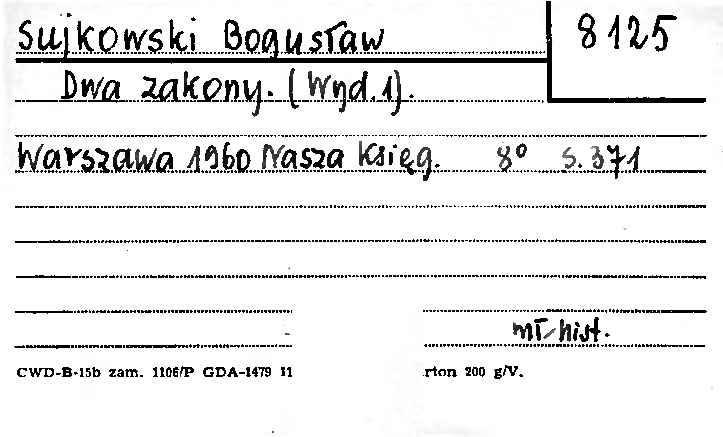 Sujkowski Bogusław 8125
Dwa zakony. (Wyd. 1).
Warszawa 1960 Nasza Księg. 8° S. 371
mł-hist.
CWD-B-15b zam. 1106/P GDA-1479 11 rton 200 g/V.